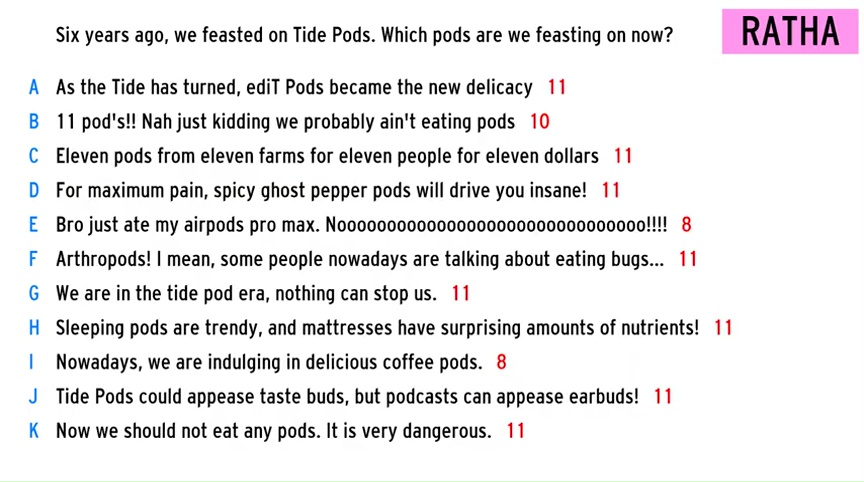 Six years ago, we feasted on Tide Pods. Which pods are we feasting on now?
RATHA
A As the Tide has turned, ediT Pods became the new delicacy 11
B 11 pod's!! Nah just kidding we probably ain't eating pods 10
C Eleven pods from eleven farms for eleven people for eleven dollars 11
D For maximum pain, spicy ghost pepper pods will drive you insane! 11
E Bro just ate my airpods pro max. Nooooooooooooooooooooooooooooooooo!!!! 8
F Arthropods! I mean, some people nowadays are talking about eating bugs... 11
G We are in the tide pod era, nothing can stop us. 11
H Sleeping pods are trendy, and mattresses have surprising amounts of nutrients! 11
I Nowadays, we are indulging in delicious coffee pods. 8
J Tide Pods could appease taste buds, but podcasts can appease earbuds! 11
K Now we should not eat any pods. It is very dangerous. 11